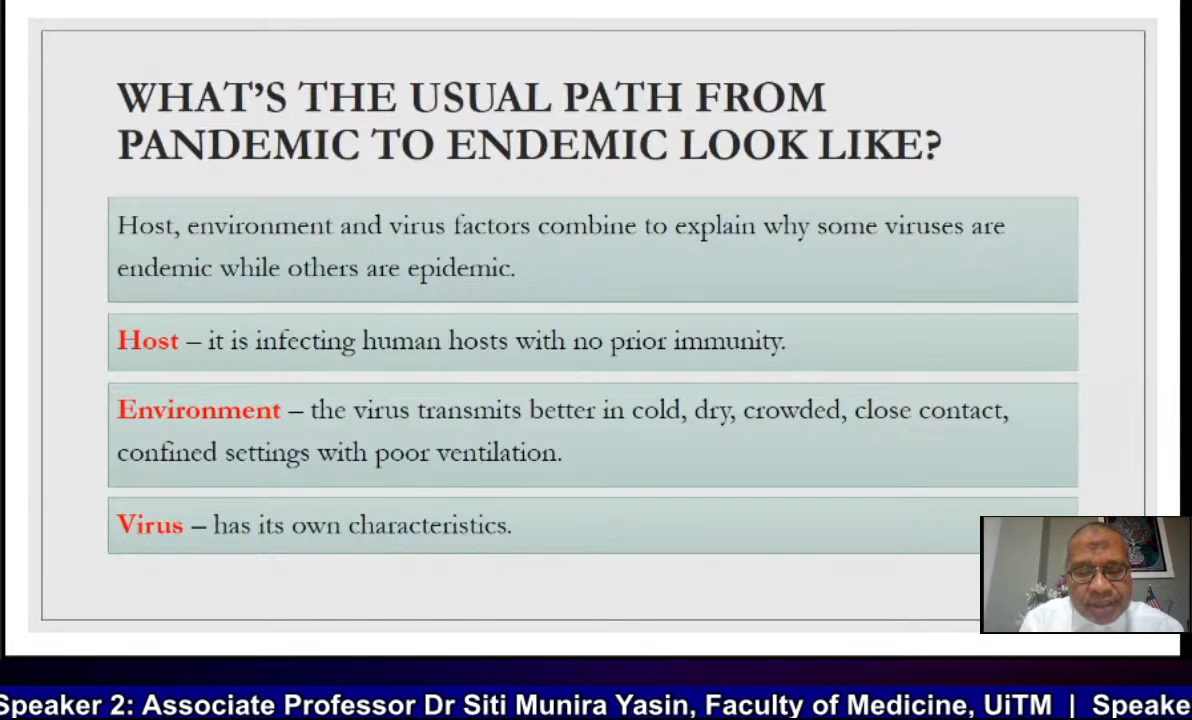 WHAT'S THE USUAL PATH FROM
PANDEMIC TO ENDEMIC LOOK LIKE?
Host, environment and virus factors combine to explain why some viruses are
endemic while others are epidemic.
Host – it is infecting human hosts with no prior immunity.
Environment – the virus transmits better in cold, dry, crowded, close contact,
confined settings with poor ventilation.
Virus – has its own characteristics.
Speaker 2: Associate Professor Dr Siti Munira Yasin, Faculty of Medicine, UiTM | Speake